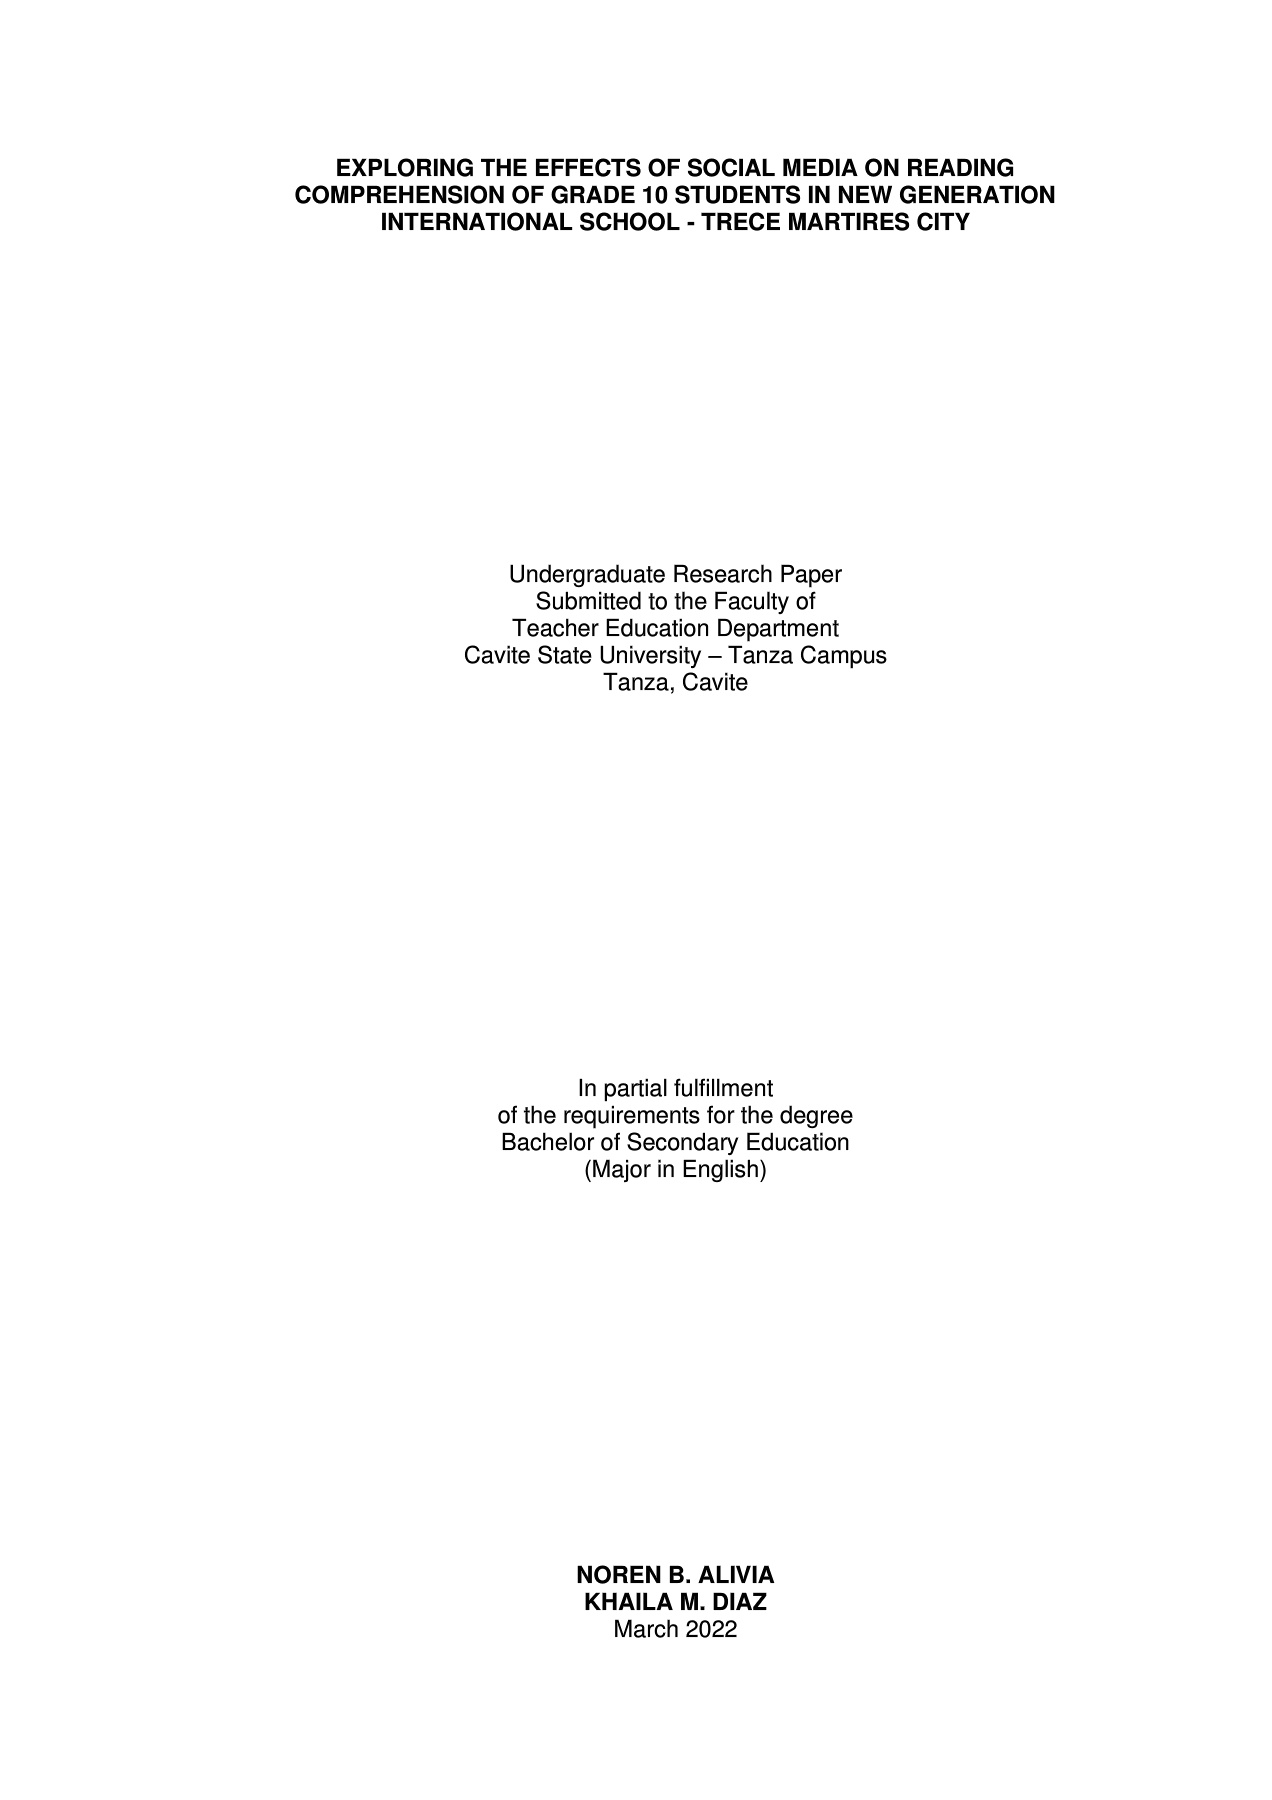 EXPLORING THE EFFECTS OF SOCIAL MEDIA ON READING
COMPREHENSION OF GRADE 10 STUDENTS IN NEW GENERATION
INTERNATIONAL SCHOOL - TRECE MARTIRES CITY
Undergraduate Research Paper
Submitted to the Faculty of
Teacher Education Department
Cavite State University – Tanza Campus
Tanza, Cavite
In partial fulfillment
of the requirements for the degree
Bachelor of Secondary Education
(Major in English)
NOREN B. ALIVIA
KHAILA M. DIAZ
March 2022